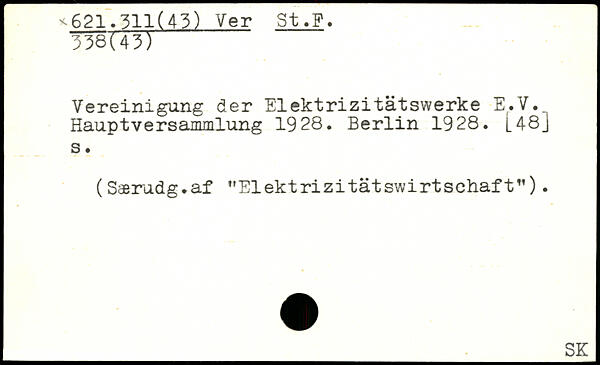 ×621.311(43) Ver St.F.
338(43)
Vereinigung der Elektrizitätswerke E.V.
Hauptversammlung 1928. Berlin 1928. [48]
s.
(Særudg.af "Elektrizitätswirtschaft").
SK